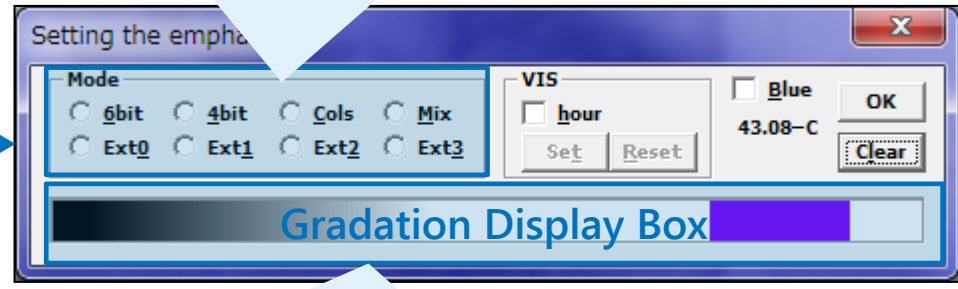 Setting the empha
Mode
6bit 4bit Cols Mix
Ext0 Ext1 Ext2 Ext3
VIS
hour
Set Reset
Blue
43.08-C
OK
Clear
Gradation Display Box